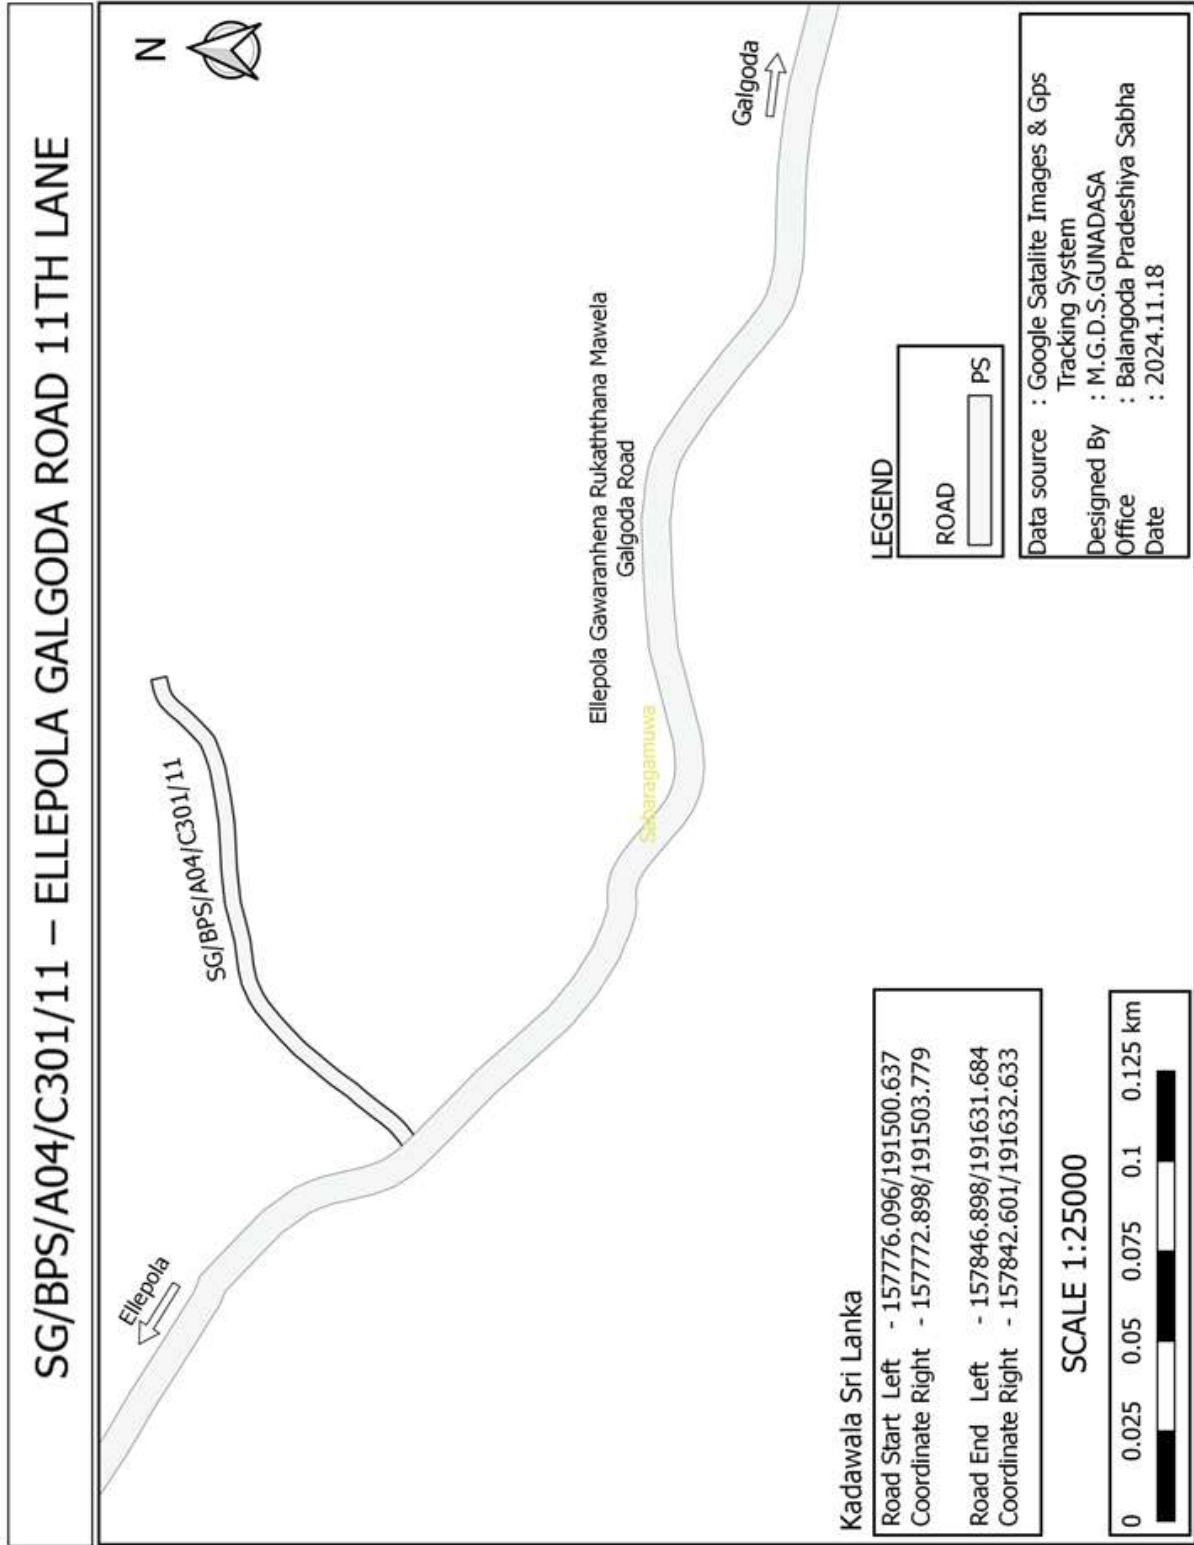 SG/BPS/A04/C301/11 – ELLEPOLA GALGODA ROAD 11TH LANE
N
Ellepola
Galgoda
SG/BPS/A04/C301/11
Ellepola Gawaranhena Rukaththana Mawela
Galgoda Road
Sabaragamuwa
Kadawala Sri Lanka
Road Start Left - 157776.096/191500.637
Coordinate Right - 157772.898/191503.779
Road End Left - 157846.898/191631.684
Coordinate Right - 157842.601/191632.633
SCALE 1:25000
0 0.025 0.05 0.075 0.1 0.125 km
LEGEND
ROAD
PS
Data source : Google Satalite Images & Gps
Tracking System
Designed By : M.G.D.S.GUNADASA
Office : Balangoda Pradeshiya Sabha
Date : 2024.11.18